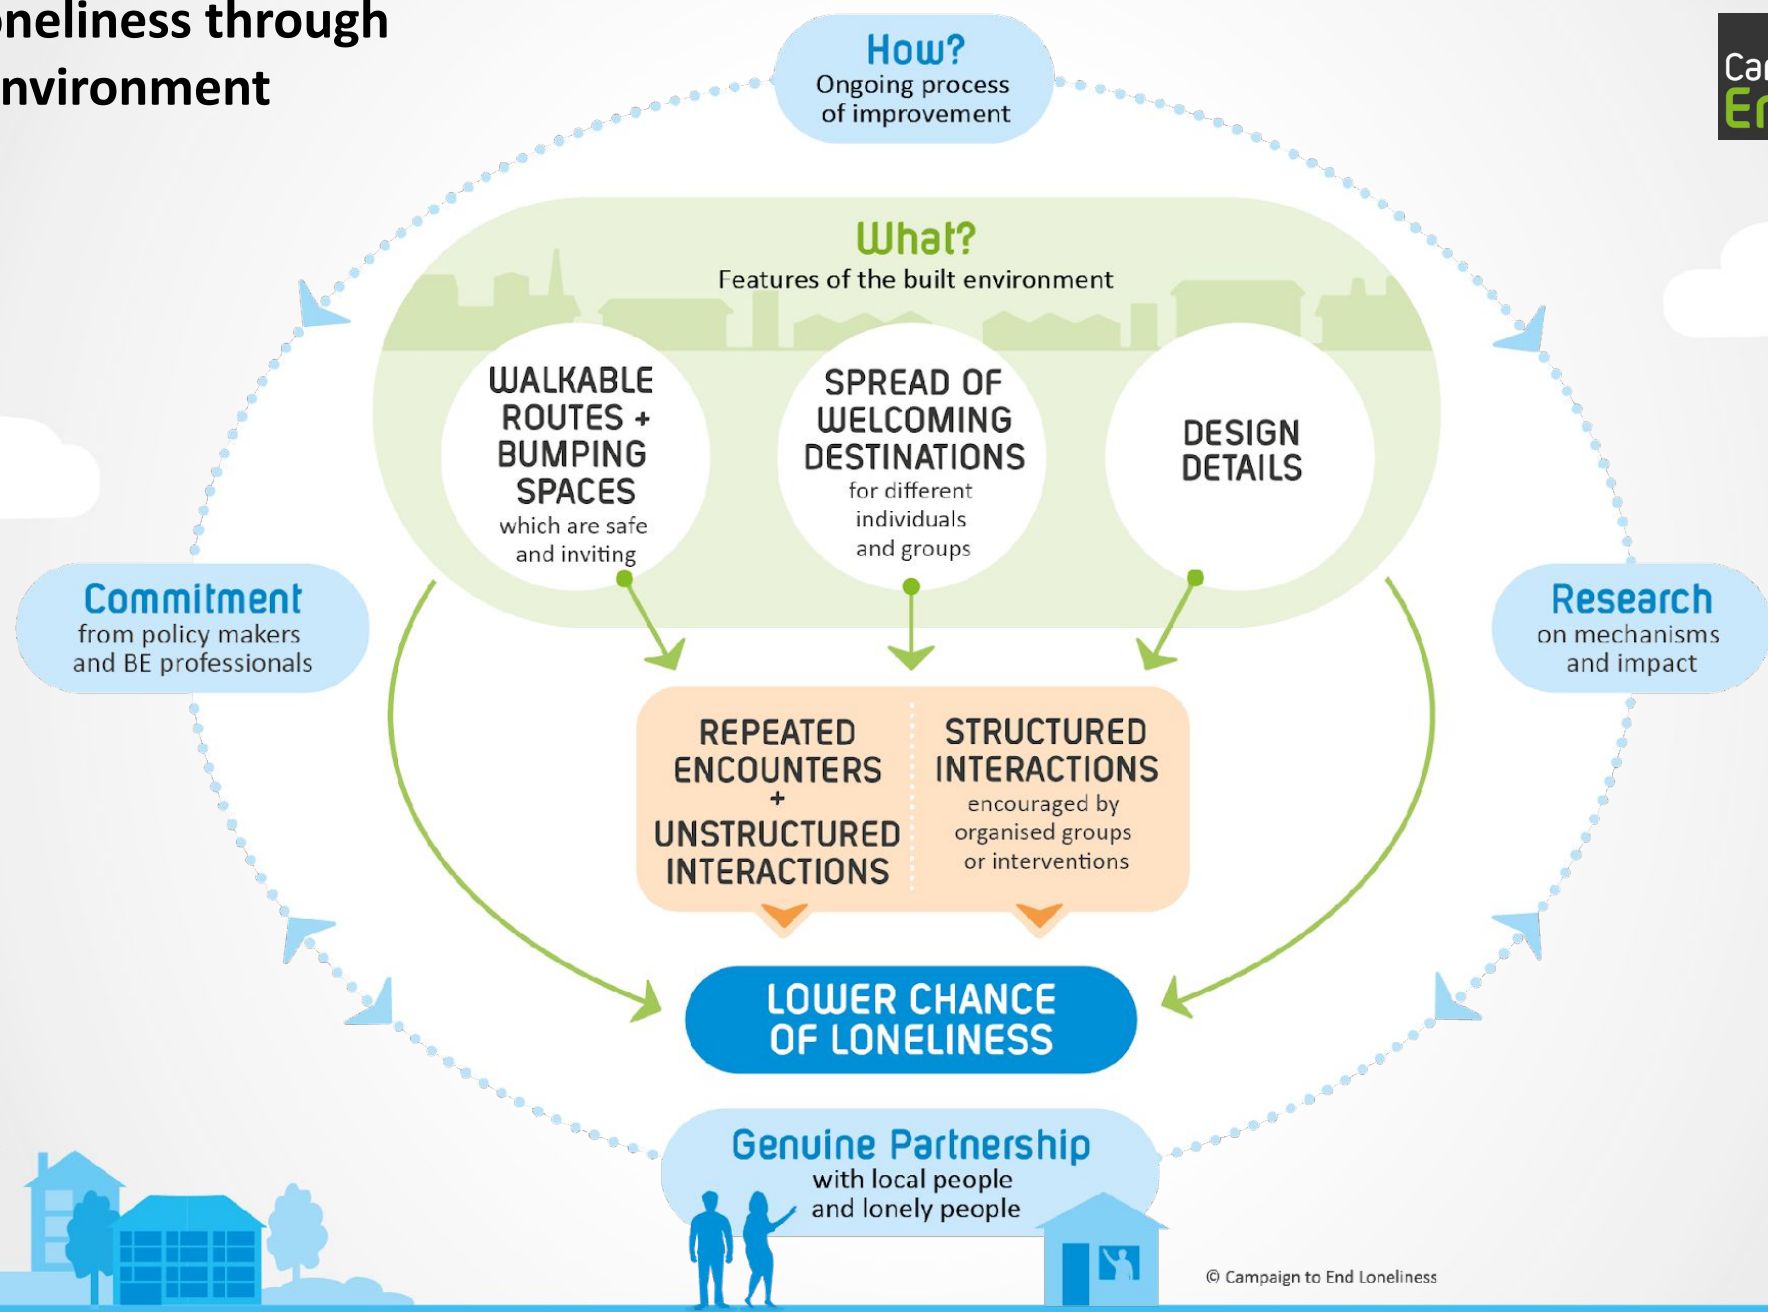 through
How?
Ongoing process
of improvement
What?
Features of the built environment
WALKABLE
ROUTES +
BUMPING
SPACES
which are safe
and inviting
SPREAD OF
WELCOMING
DESTINATIONS
for different
individuals
and groups
DESIGN
DETAILS
Commitment
from policy makers
and BE professionals
Research
on mechanisms
and impact
REPEATED
ENCOUNTERS
+
UNSTRUCTURED
INTERACTIONS
STRUCTURED
INTERACTIONS
encouraged by
organised groups
or interventions
LOWER CHANCE
OF LONELINESS
Genuine Partnership
with local people
and lonely people
© Campaign to End Loneliness